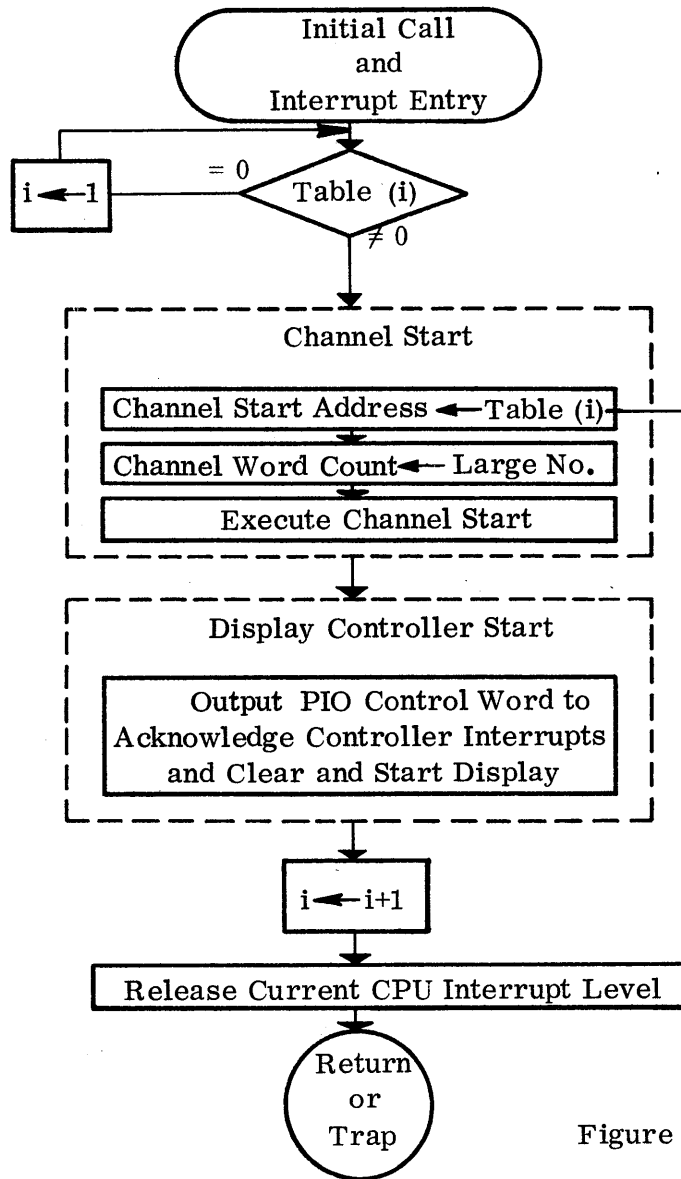 Initial Call
and
Interrupt Entry
= 0
i ← 1
Table (i)
≠ 0
Channel Start
Channel Start Address ← Table (i)
Channel Word Count ← Large No.
Execute Channel Start
Display Controller Start
Output PIO Control Word to
Acknowledge Controller Interrupts
and Clear and Start Display
i ← i+1
Release Current CPU Interrupt Level
Return
or
Trap
Figure